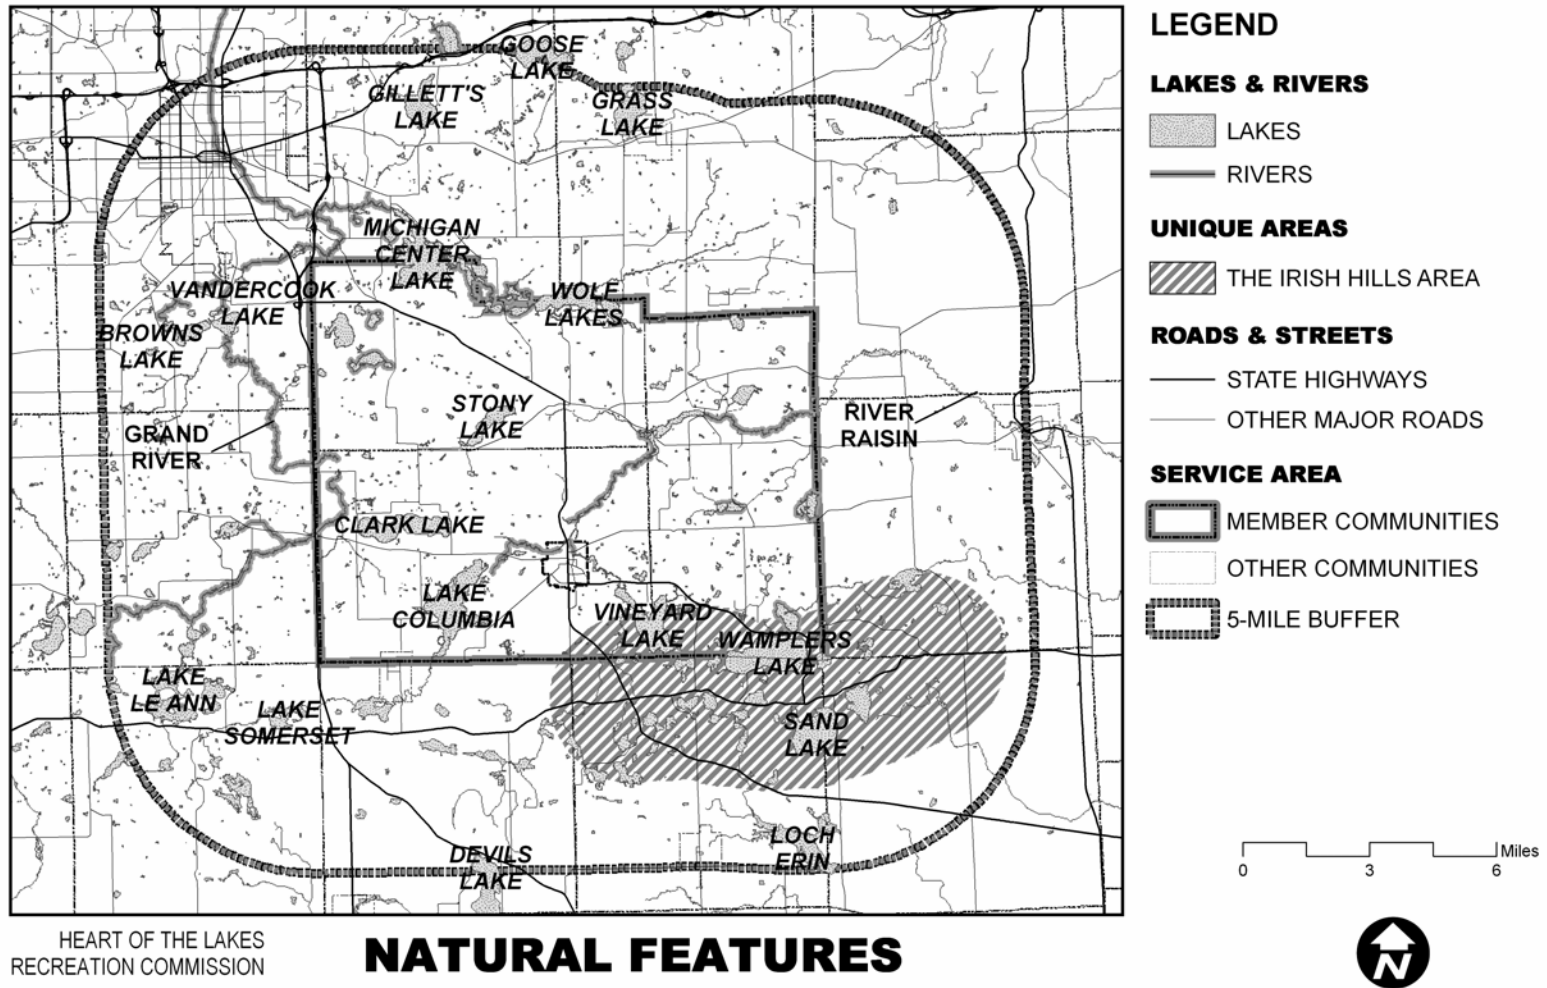 GOOSE
LAKE
GILLETT'S
LAKE
GRASS
LAKE
MICHIGAN
CENTER
LAKE
VANDERCOOK
LAKE
WOLF
LAKES
BROWNS
LAKE
STONY
LAKE
RIVER
RAISIN
GRAND
RIVER
CLARK LAKE
LAKE
COLUMBIA
VINEYARD
LAKE
WAMPLERS
LAKE
LAKE
LE ANN
LAKE
SOMERSET
SAND
LAKE
LOCH
ERIN
DEVILS
LAKE
LEGEND
LAKES & RIVERS
LAKES
RIVERS
UNIQUE AREAS
THE IRISH HILLS AREA
ROADS & STREETS
STATE HIGHWAYS
OTHER MAJOR ROADS
SERVICE AREA
MEMBER COMMUNITIES
OTHER COMMUNITIES
5-MILE BUFFER
Miles
0 3 6
HEART OF THE LAKES
RECREATION COMMISSION
NATURAL FEATURES
N